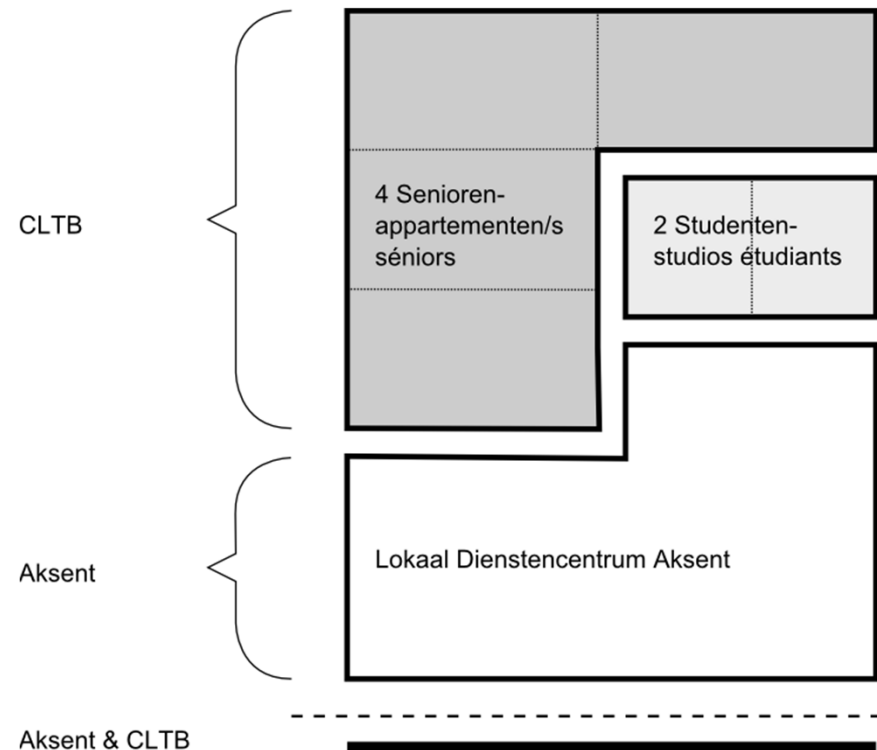 CLTB
4 Senioren-
appartementen/s
séniors
2 Studenten-
studios étudiants
Aksent
Lokaal Dienstencentrum Aksent
Aksent & CLTB